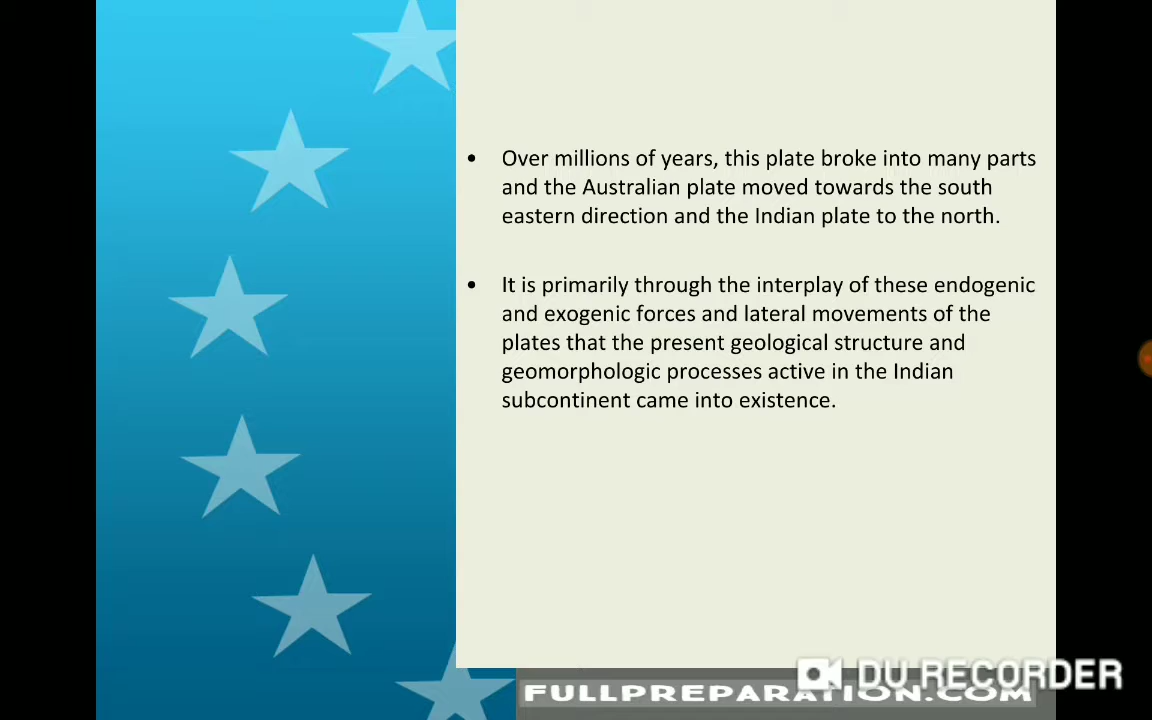 • Over millions of years, this plate broke into many parts
and the Australian plate moved towards the south
eastern direction and the Indian plate to the north.
• It is primarily through the interplay of these endogenic
and exogenic forces and lateral movements of the
plates that the present geological structure and
geomorphologic processes active in the Indian
subcontinent came into existence.
DU RECORDER
FULLPREPARATION.COM